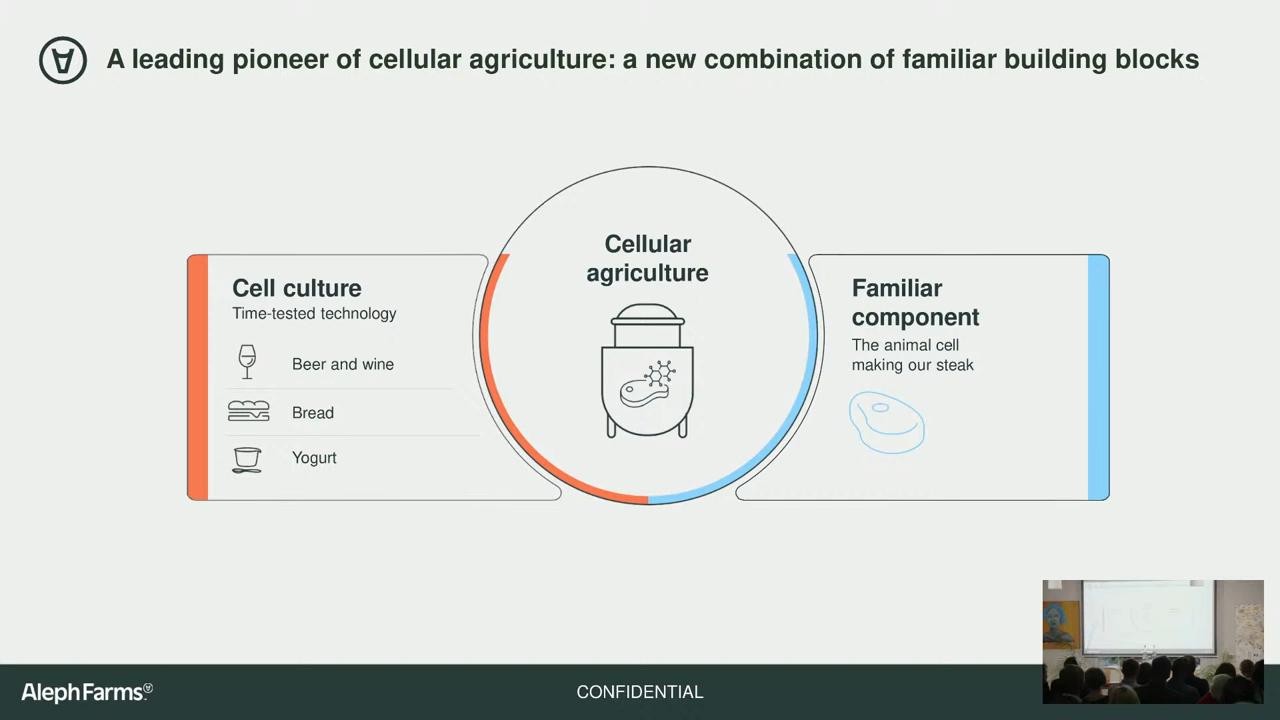 A leading pioneer of cellular agriculture: a new combination of familiar building blocks
Cell culture
Time-tested technology
Beer and wine
Bread
Yogurt
Cellular
agriculture
Familiar
component
The animal cell
making our steak
AlephFarms
CONFIDENTIAL